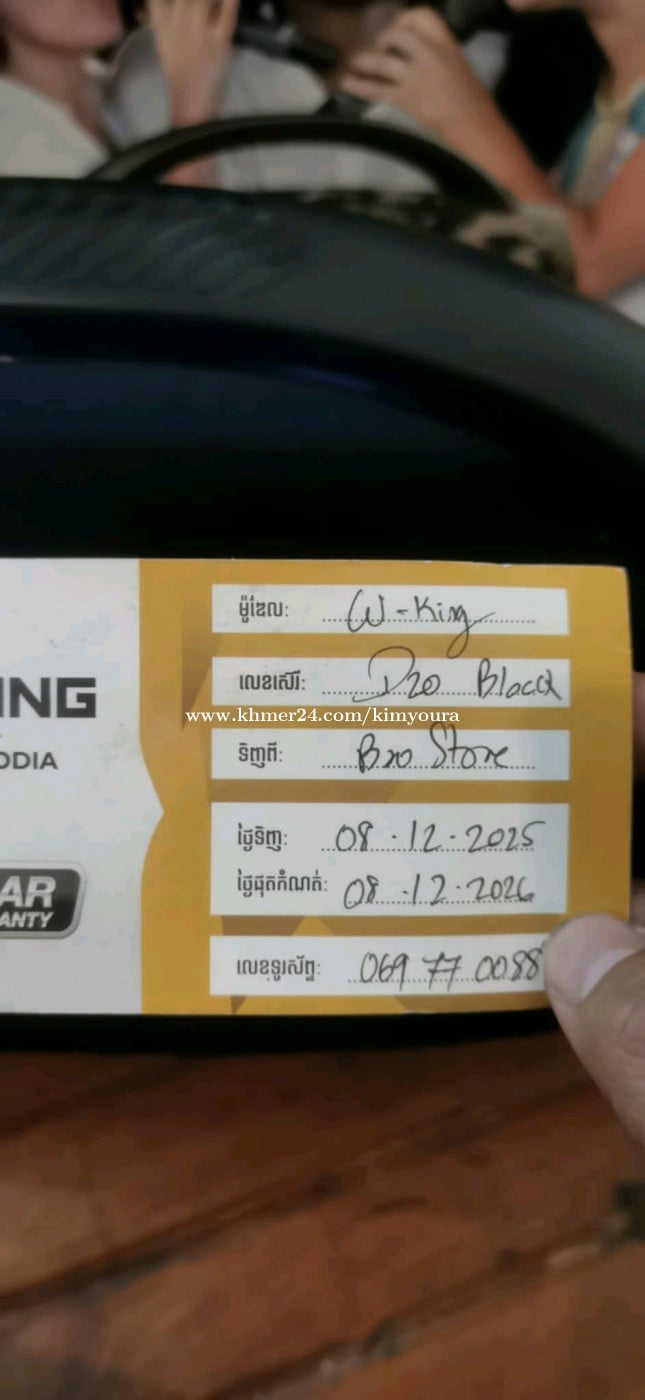 ING
ODIA
AR
ANTY
ម៉ូឌែល: W-King
លេខស៊េរី: D20 Black
www.khmer24.com/kimyoura
ទិញពី: Bro Store
ថ្ងៃទិញ: 08.12.2025
ថ្ងៃផុតកំណត់: 08.12.2026
លេខទូរស័ព្ទ: 069 77 0088